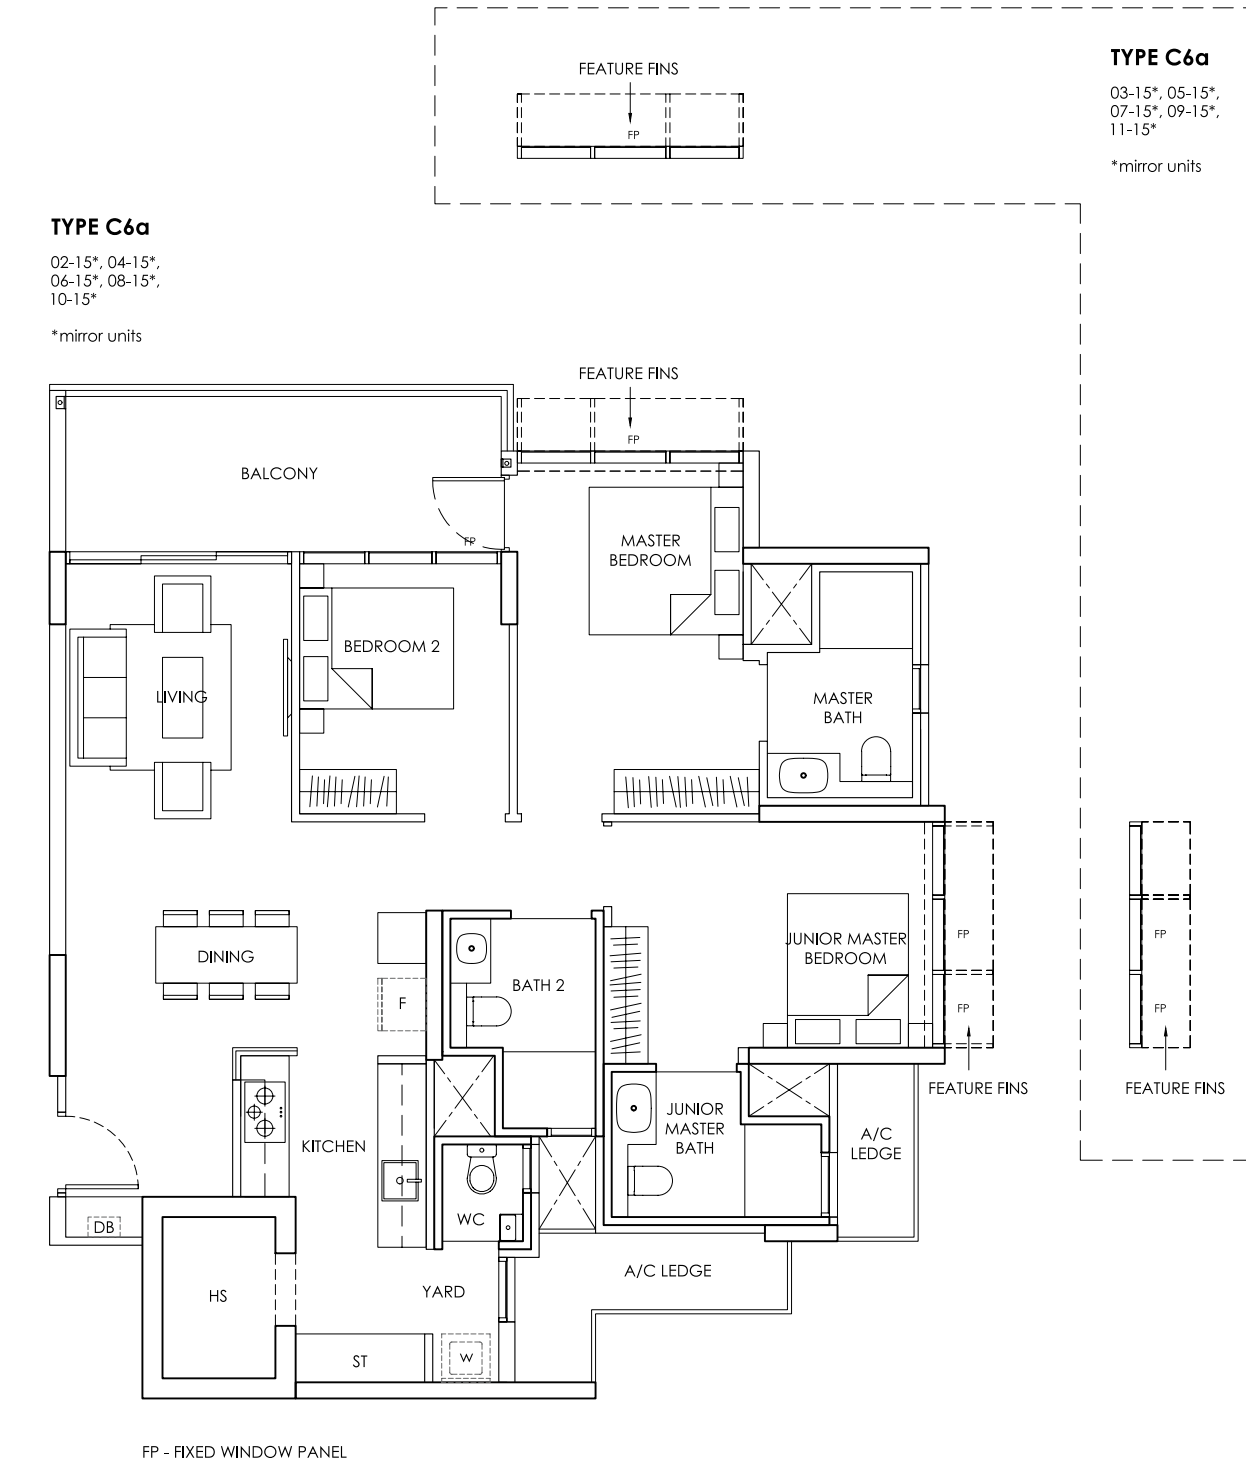 FEATURE FINS
FP
TYPE C6a
03-15*, 05-15*,
07-15*, 09-15*,
11-15*
*mirror units
TYPE C6a
02-15*, 04-15*,
06-15*, 08-15*,
10-15*
*mirror units
FEATURE FINS
FP
BALCONY
FP
MASTER
BEDROOM
BEDROOM 2
LIVING
MASTER
BATH
DINING
F
BATH 2
JUNIOR MASTER
BEDROOM
FP
FP
FP
FP
FEATURE FINS
FEATURE FINS
JUNIOR
MASTER
BATH
A/C
LEDGE
KITCHEN
WC
DB
HS
YARD
A/C LEDGE
ST
W
FP - FIXED WINDOW PANEL